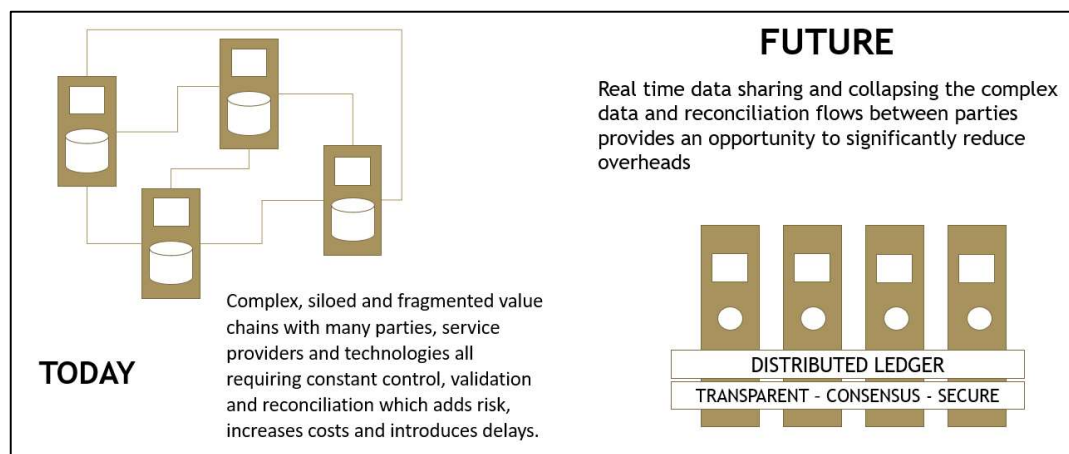 FUTURE
Real time data sharing and collapsing the complex
data and reconciliation flows between parties
provides an opportunity to significantly reduce
overheads
Complex, siloed and fragmented value
chains with many parties, service
providers and technologies all
requiring constant control, validation
and reconciliation which adds risk,
increases costs and introduces delays.
TODAY
DISTRIBUTED LEDGER
TRANSPARENT – CONSENSUS - SECURE